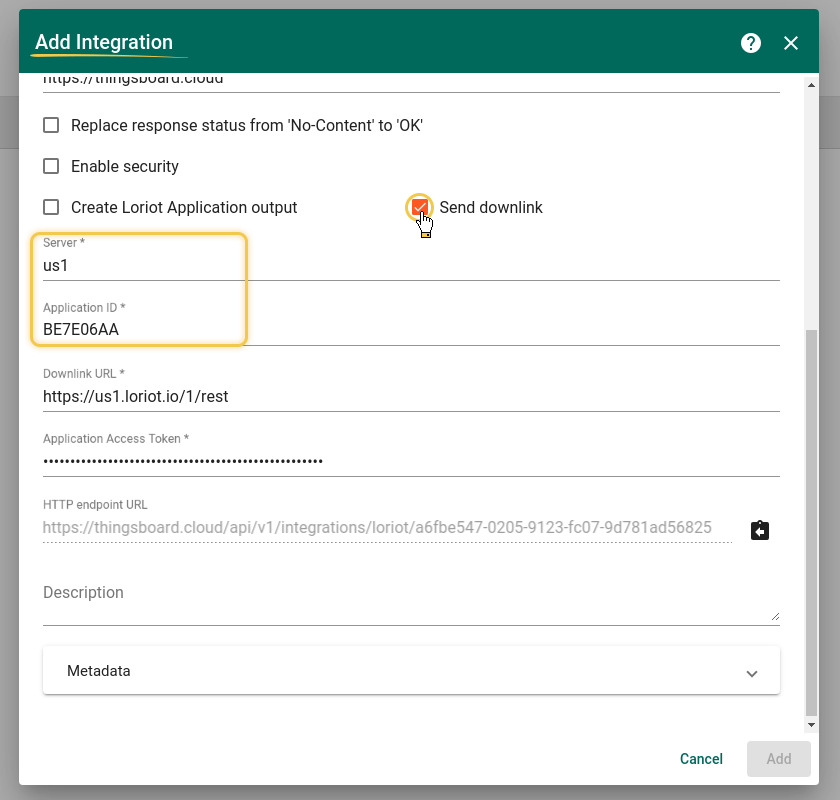 Add Integration
https://thingsboard.cloud
Replace response status from 'No-Content' to 'OK'
Enable security
Create Loriot Application output
Send downlink
Server *
us1
Application ID *
BE7E06AA
Downlink URL *
https://us1.loriot.io/1/rest
Application Access Token *
••••••••••••••••••••••••••••••••••••••••••••••••••••
HTTP endpoint URL
https://thingsboard.cloud/api/v1/integrations/loriot/a6fbe547-0205-9123-fc07-9d781ad56825
Description
Metadata
Cancel
Add